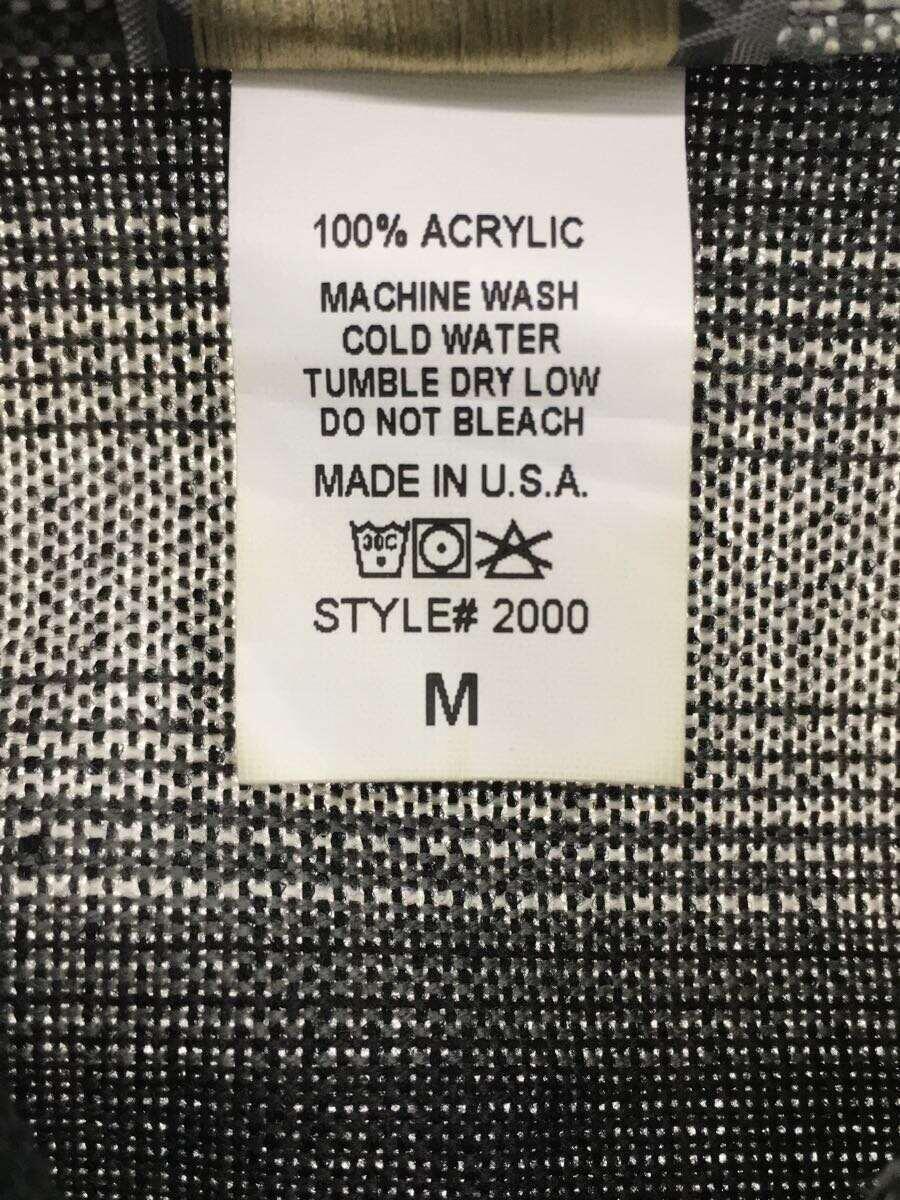 100% ACRYLIC
MACHINE WASH
COLD WATER
TUMBLE DRY LOW
DO NOT BLEACH
MADE IN U.S.A.
30C
STYLE# 2000
M